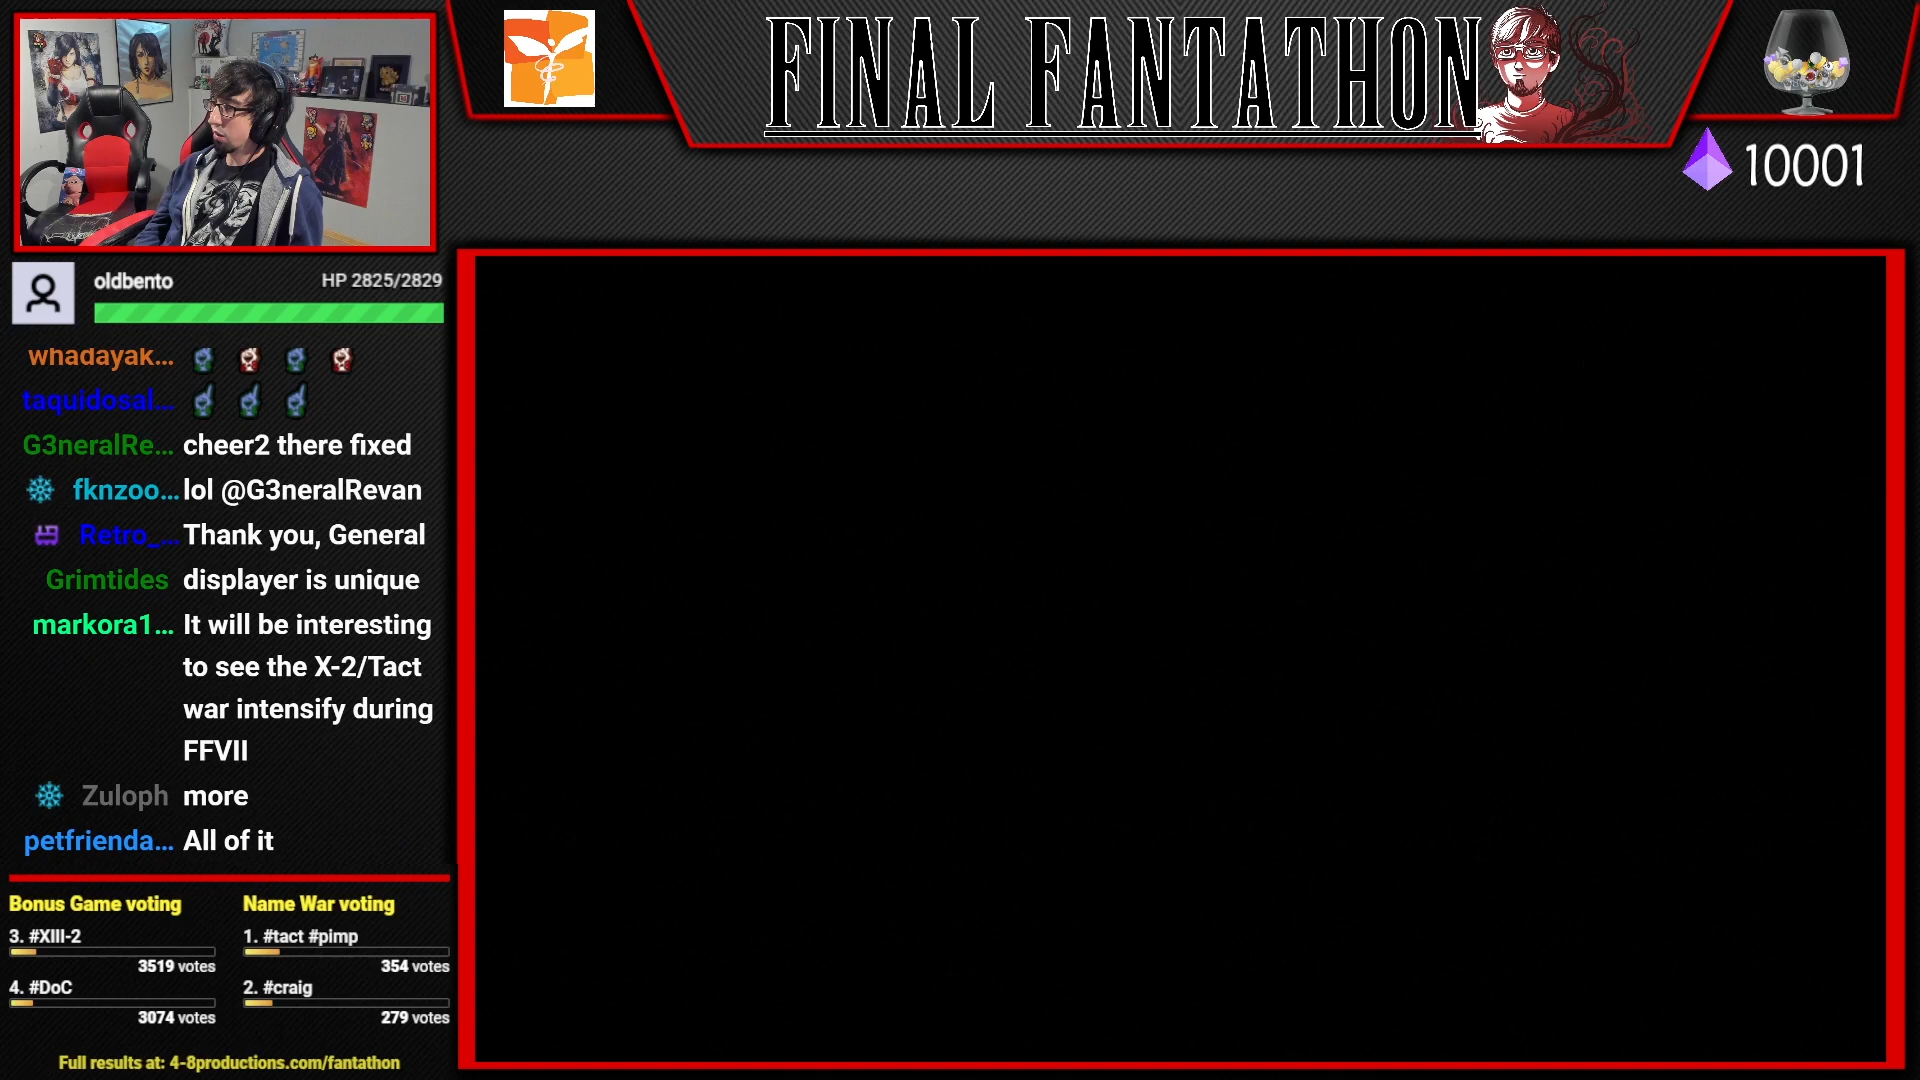 FINAL FANTATHON
10001
oldbento HP 2825/2829
whadayak...
taquidosal...
G3neralRe... cheer2 there fixed
fknzoo... lol @G3neralRevan
Retro_... Thank you, General
Grimtides displayer is unique
markora1... It will be interesting
to see the X-2/Tact
war intensify during
FFVII
Zuloph more
petfrienda... All of it
Bonus Game voting
3. #XIII-2
3519 votes
4. #DoC
3074 votes
Name War voting
1. #tact #pimp
354 votes
2. #craig
279 votes
Full results at: 4-8productions.com/fantathon